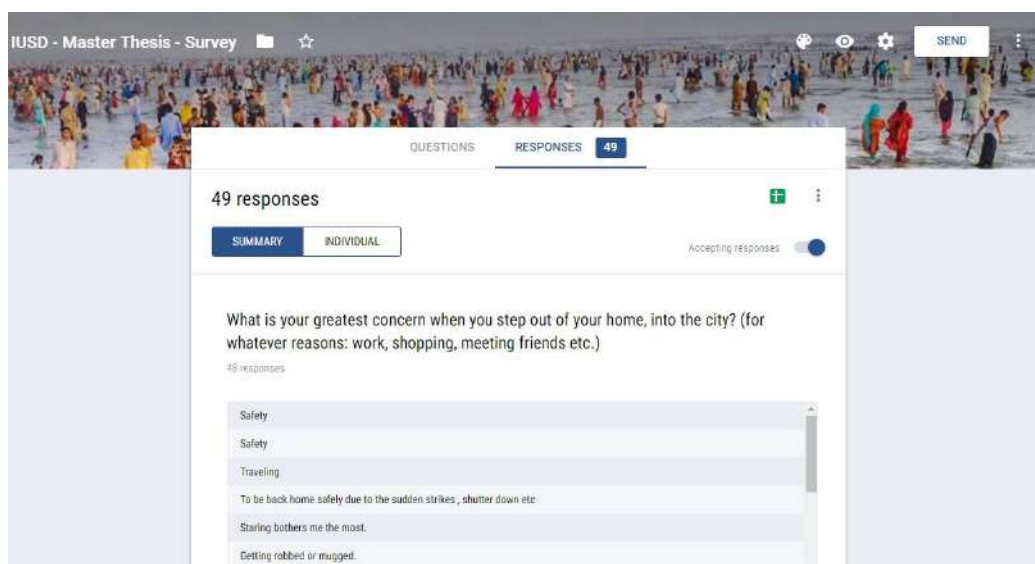 IUSD - Master Thesis - Survey
SEND
QUESTIONS
RESPONSES 49
49 responses
SUMMARY
INDIVIDUAL
Accepting responses
What is your greatest concern when you step out of your home, into the city? (for
whatever reasons: work, shopping, meeting friends etc.)
48 responses
Safety
Safety
Traveling
To be back home safely due to the sudden strikes , shutter down etc
Staring bothers me the most.
Getting robbed or mugged.